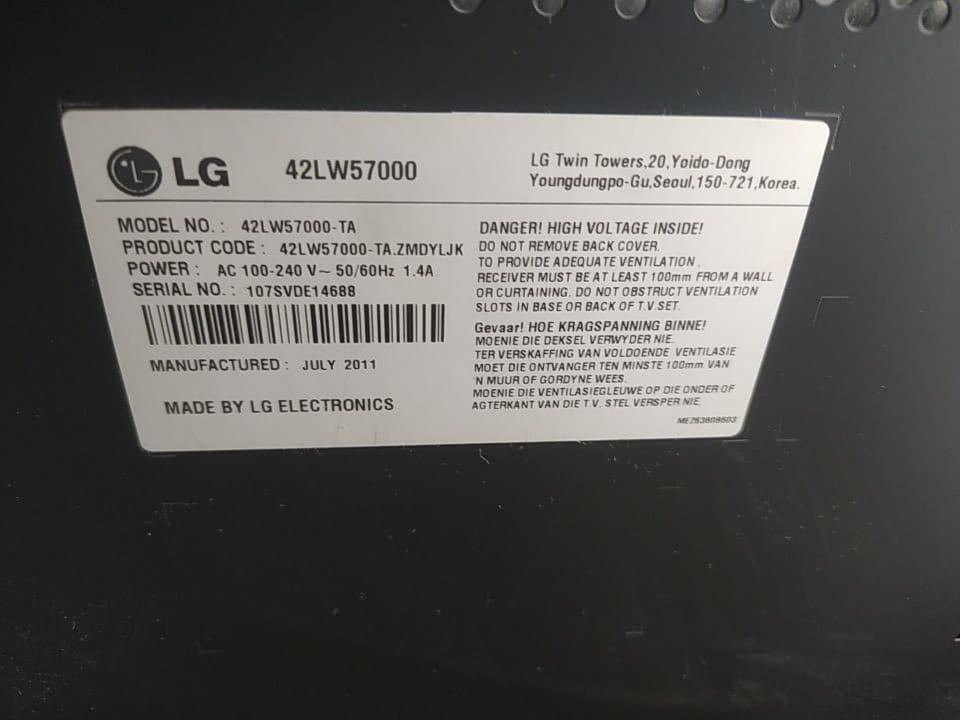 LG 42LW57000
LG Twin Towers,20,Yoido-Dong
Youngdungpo-Gu,Seoul,150-721,Korea.
MODEL NO. : 42LW57000-TA
PRODUCT CODE : 42LW57000-TA.ZMDYLJK
POWER : AC 100-240 V~ 50/60Hz 1.4A
SERIAL NO. : 107SVDE14688
MANUFACTURED : JULY 2011
MADE BY LG ELECTRONICS
DANGER! HIGH VOLTAGE INSIDE!
DO NOT REMOVE BACK COVER.
TO PROVIDE ADEQUATE VENTILATION .
RECEIVER MUST BE AT LEAST 100mm FROM A WALL
OR CURTAINING. DO NOT OBSTRUCT VENTILATION
SLOTS IN BASE OR BACK OF T.V.SET.
Gevaar! HOE KRAGSPANNING BINNE!
MOENIE DIE DEKSEL VERWYDER NIE.
TER VERSKAFFING VAN VOLDOENDE VENTILASIE
MOET DIE ONTVANGER TEN MINSTE 100mm VAN
'N MUUR OF GORDYNE WEES.
MOENIE DIE VENTILASIEGLEUWE OP DIE ONDER OF
AGTERKANT VAN DIE T.V. STEL VERSPER NIE.
MEZ63608603